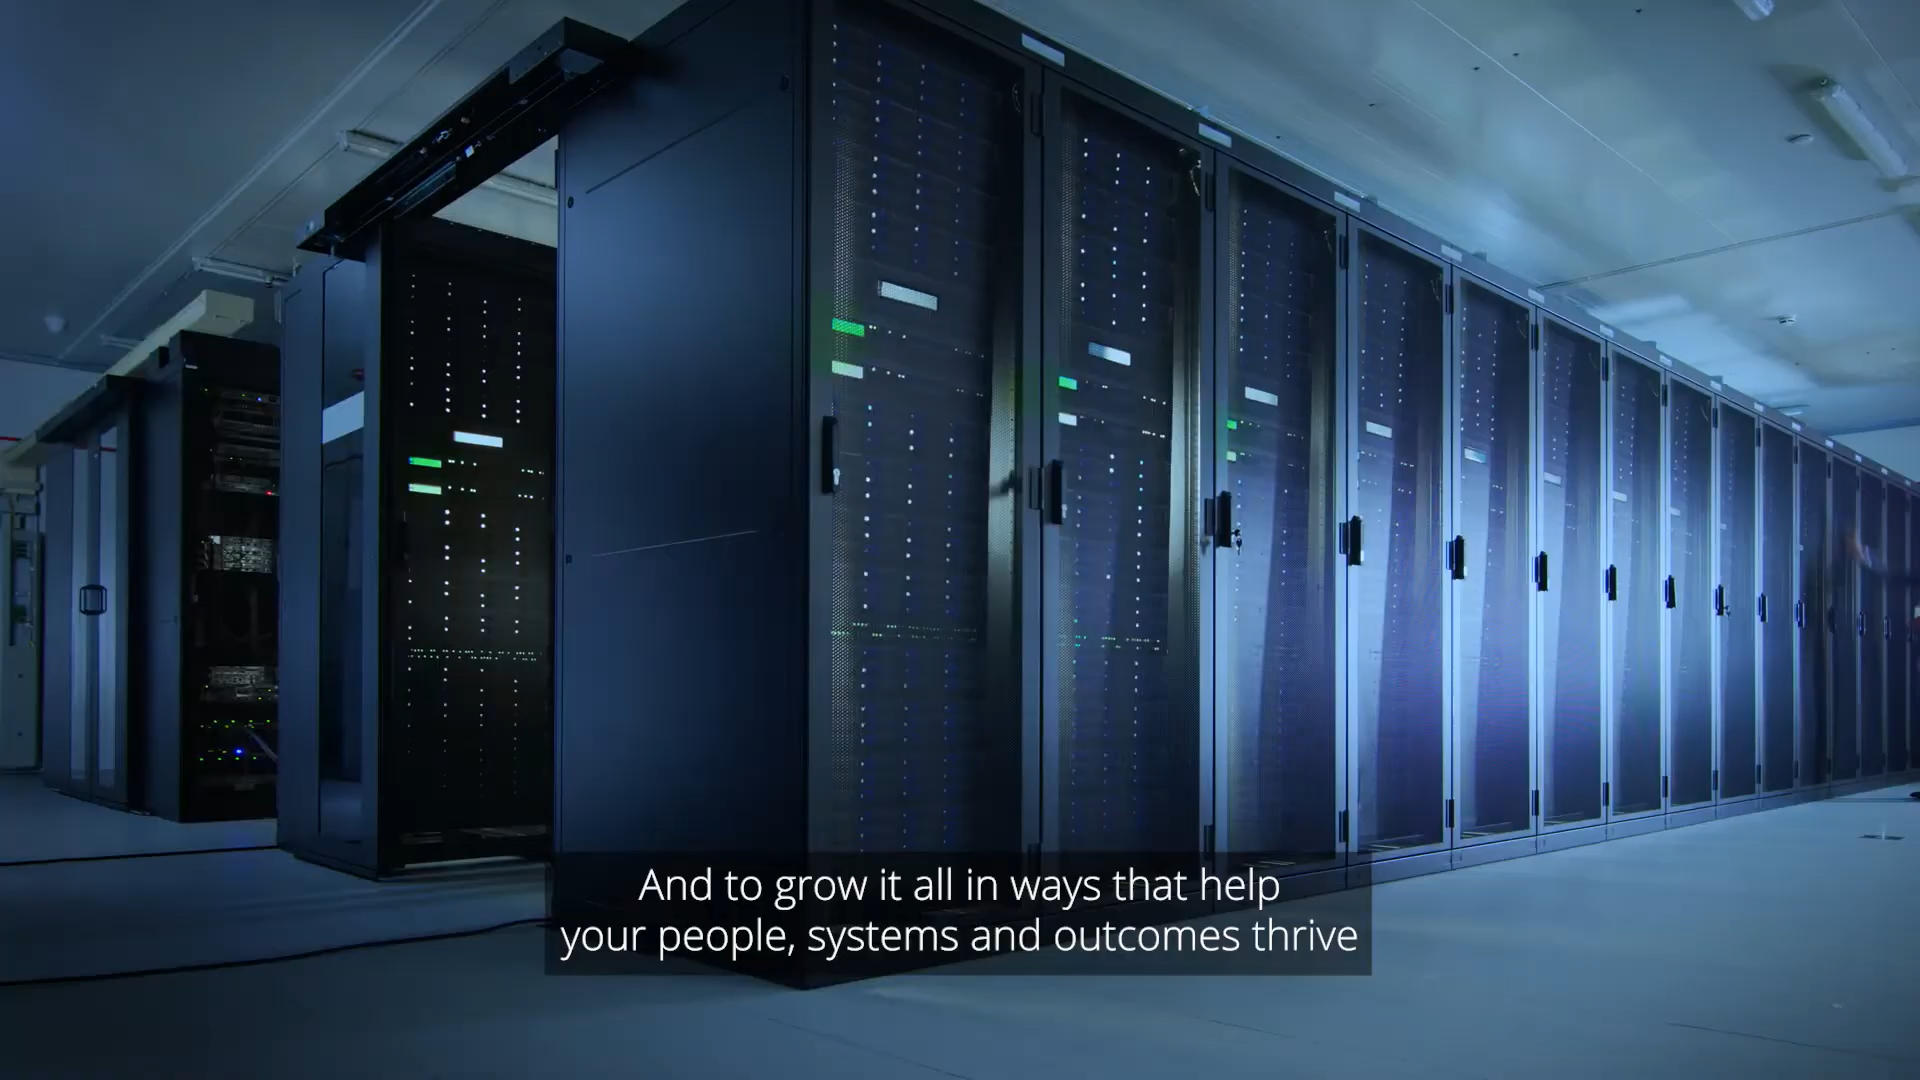 And to grow it all in ways that help
your people, systems and outcomes thrive